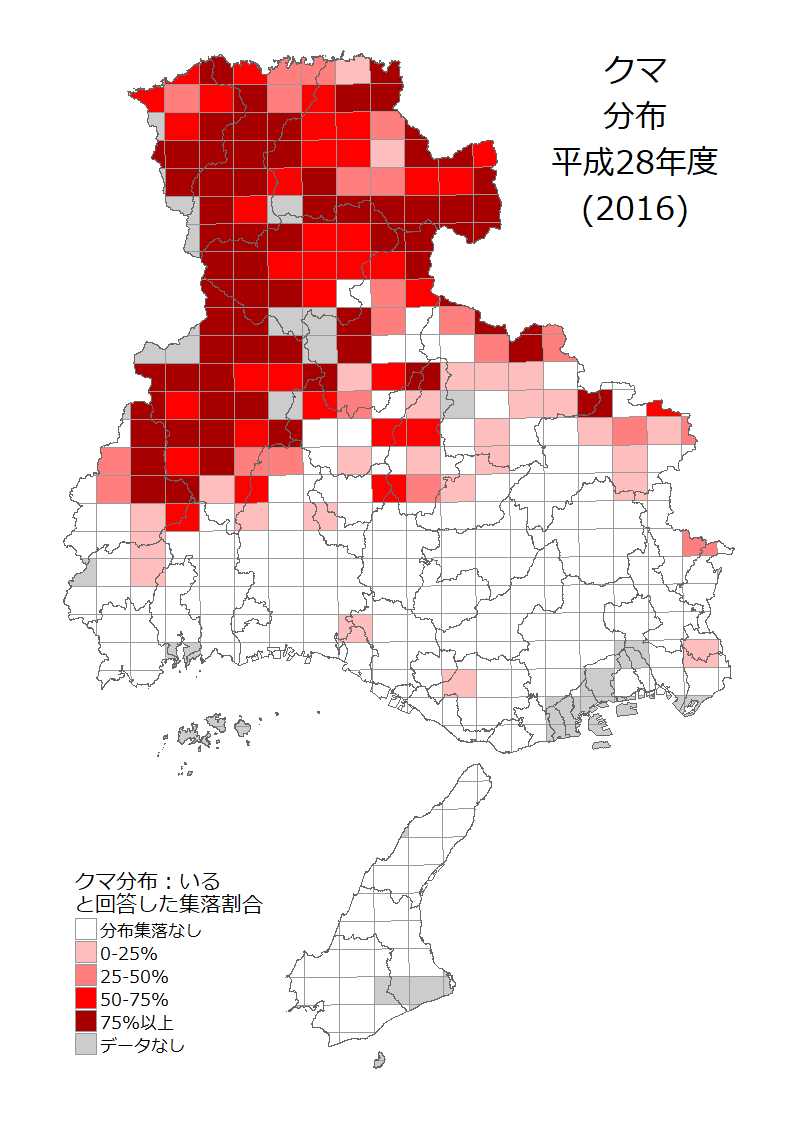 クマ
分布
平成28年度
(2016)
クマ分布：いる
と回答した集落割合
分布集落なし
0-25%
25-50%
50-75%
75%以上
データなし